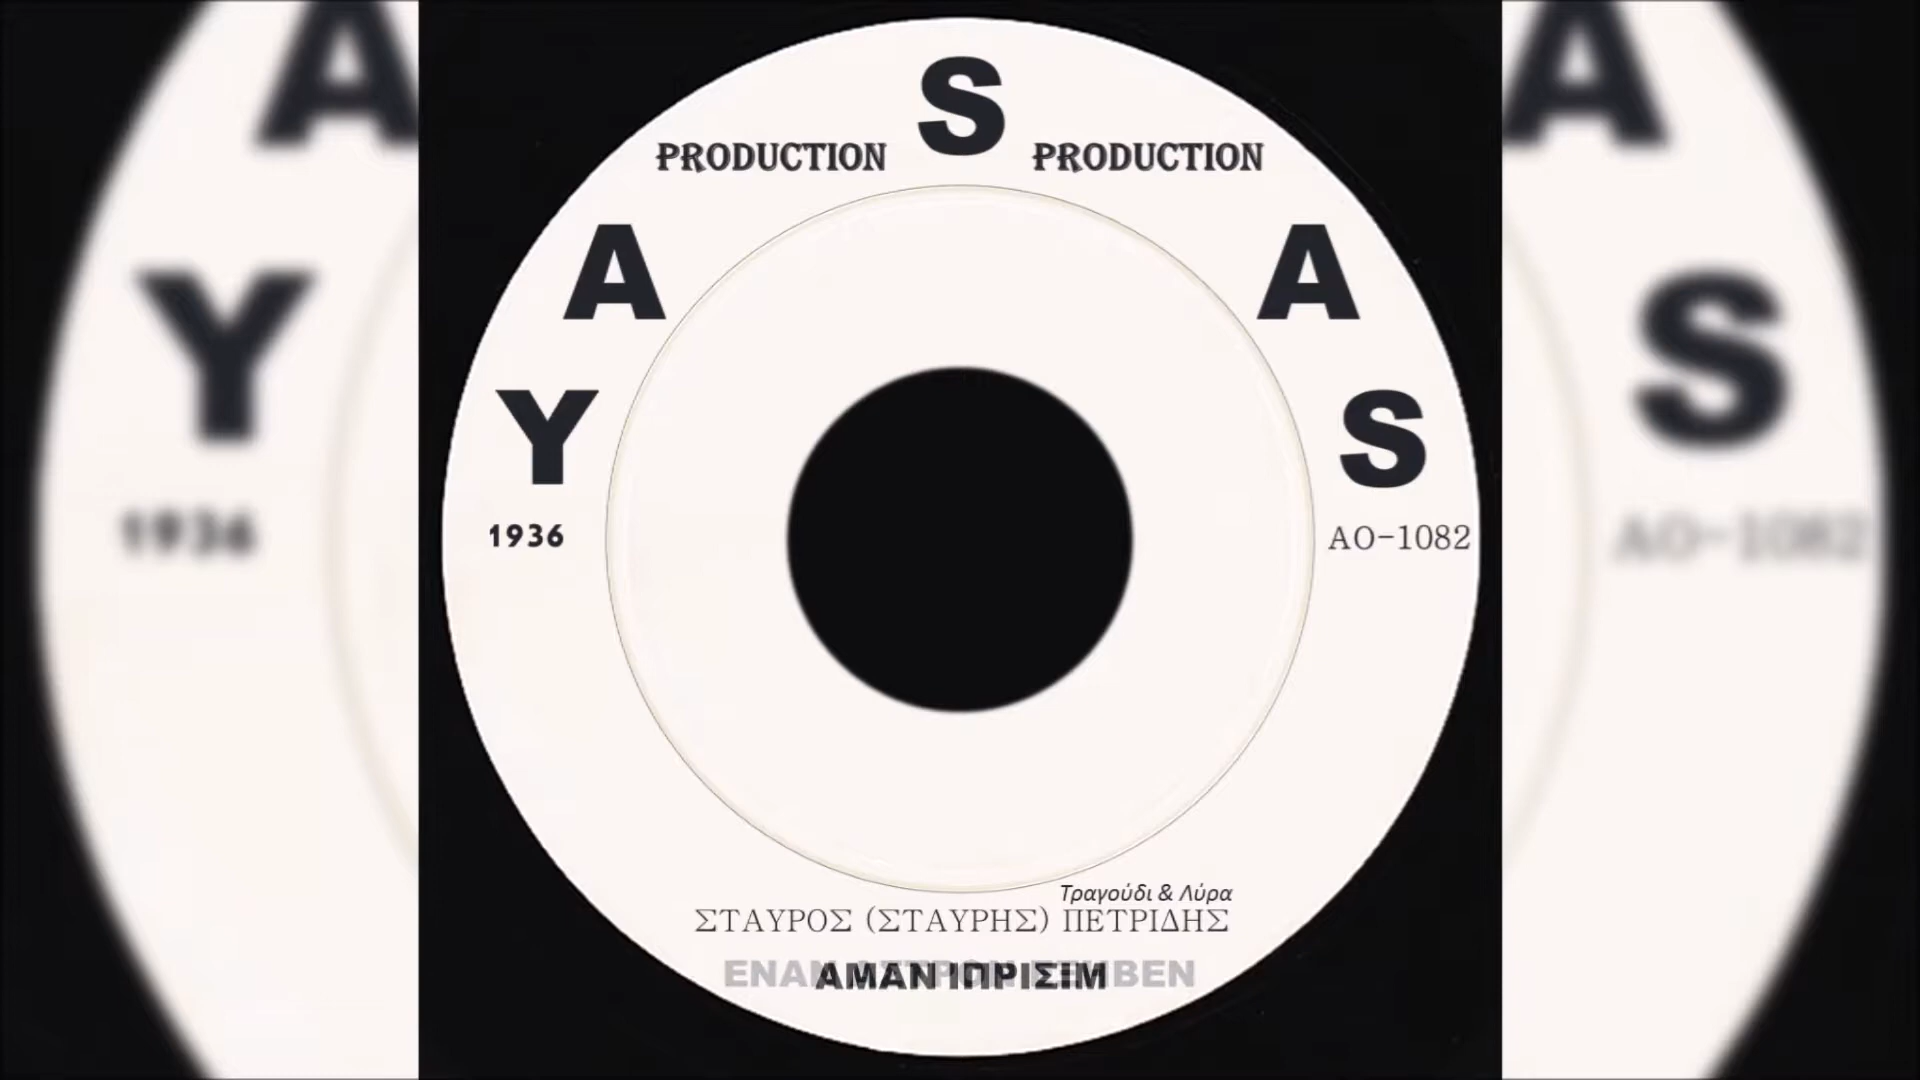 S
PRODUCTION PRODUCTION
A A
Y S
1936 AO-1082
Τραγούδι & Λύρα
ΣΤΑΥΡΟΣ (ΣΤΑΥΡΗΣ) ΠΕΤΡΙΔΗΣ
ΑΜΑΝ ΙΠΡΙΣΙΜ